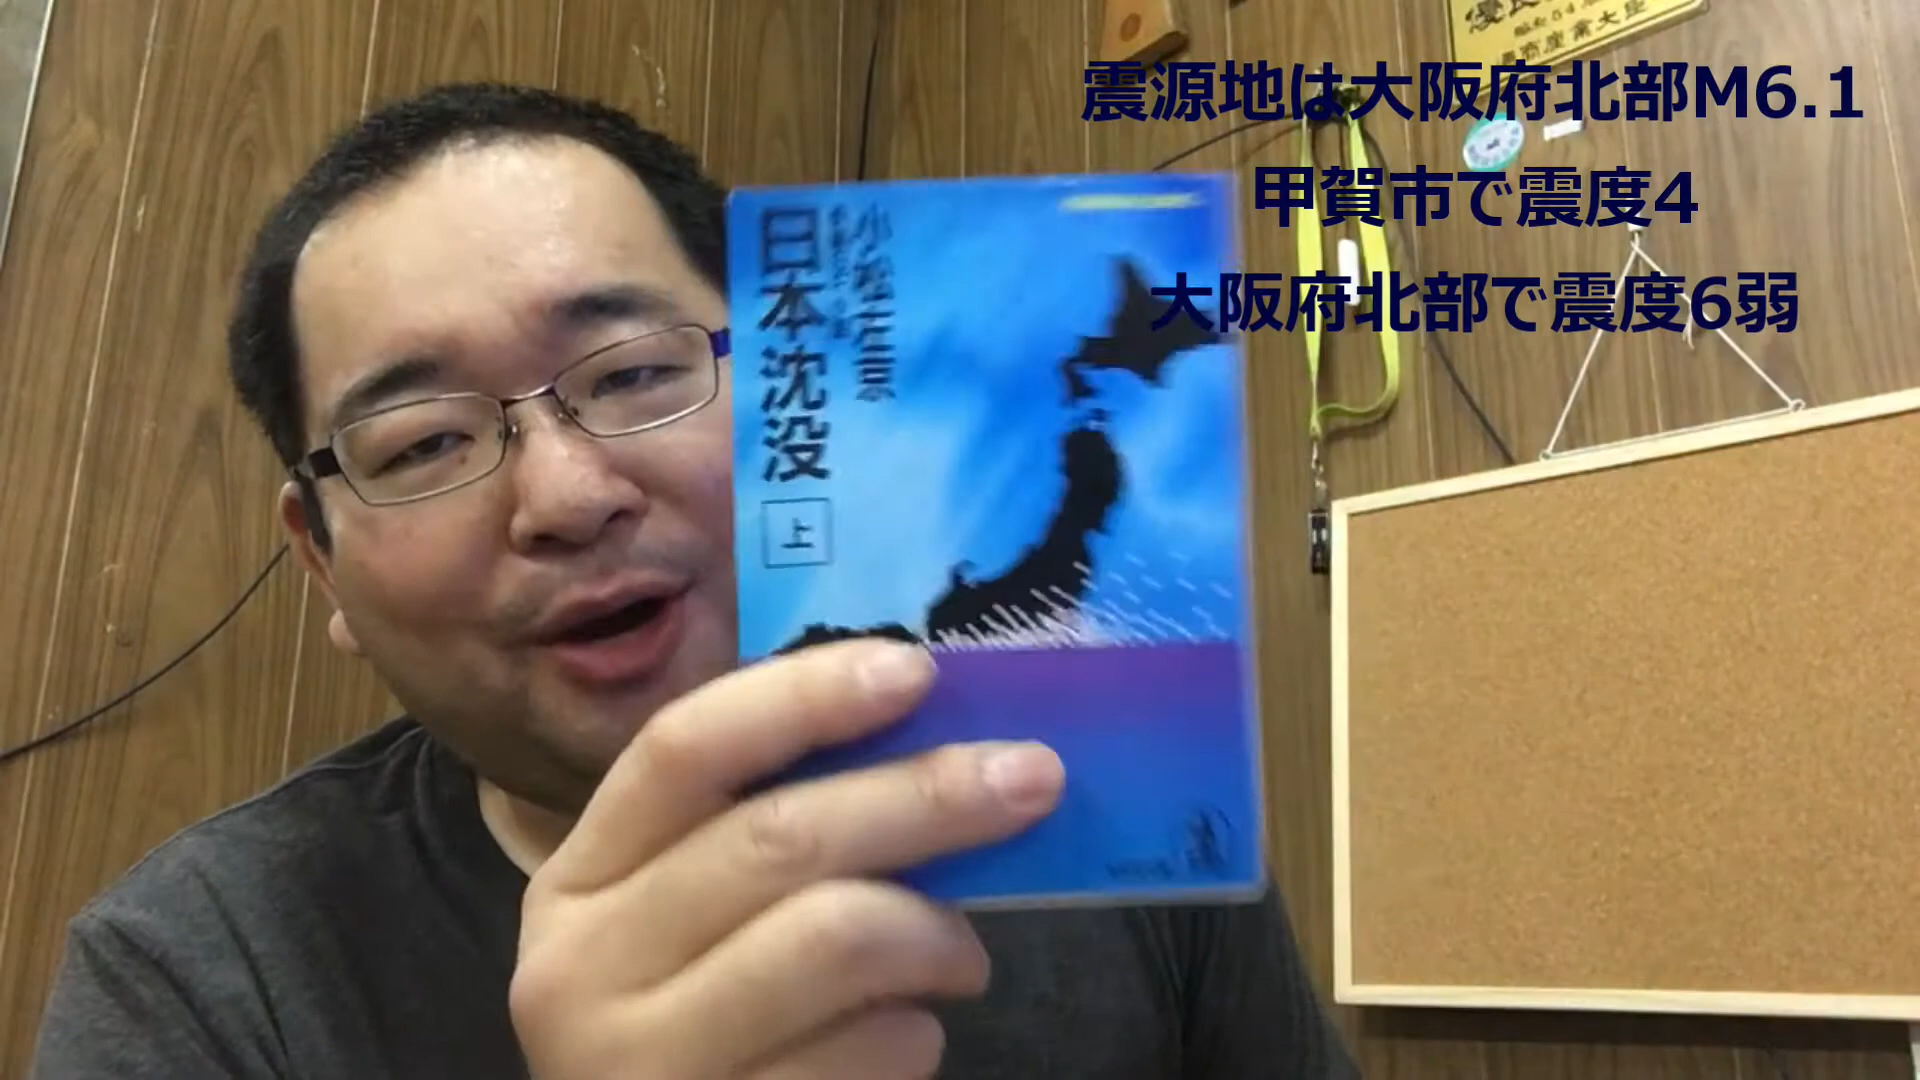 震源地は大阪府北部M6.1
甲賀市で震度4
大阪府北部で震度6弱
小松左京
日本沈没
上